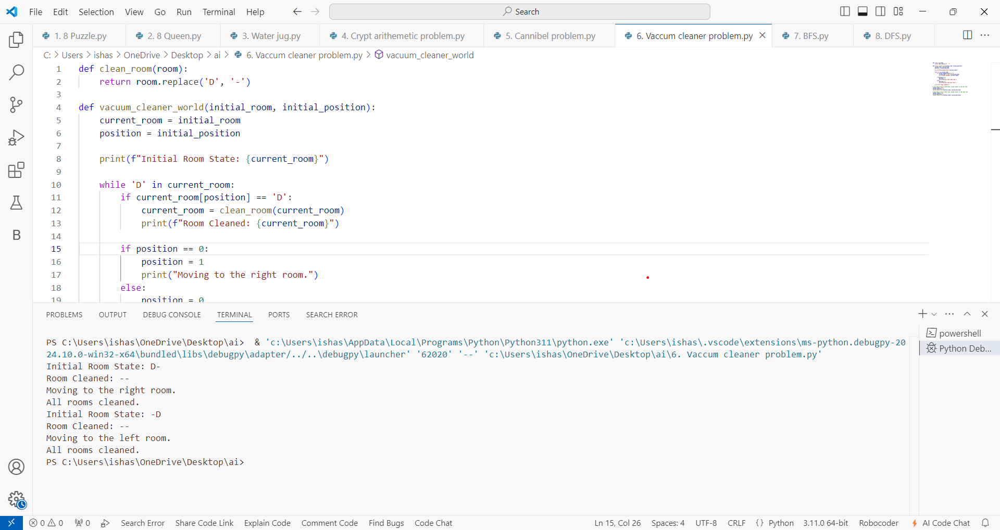 File Edit Selection View Go Run Terminal Help Search
1. 8 Puzzle.py 2. 8 Queen.py 3. Water jug.py 4. Crypt arithemetic problem.py 5. Cannibel problem.py 6. Vaccum cleaner problem.py 7. BFS.py 8. DFS.py
C: > Users > ishas > OneDrive > Desktop > ai > 6. Vaccum cleaner problem.py > vacuum_cleaner_world
1 def clean_room(room):
2 return room.replace('D', '-')
3
4 def vacuum_cleaner_world(initial_room, initial_position):
5 current_room = initial_room
6 position = initial_position
7
8 print(f"Initial Room State: {current_room}")
9
10 while 'D' in current_room:
11 if current_room[position] == 'D':
12 current_room = clean_room(current_room)
13 print(f"Room Cleaned: {current_room}")
14
15 if position == 0:
16 position = 1
17 print("Moving to the right room.")
18 else:
19 position = 0
B
PROBLEMS OUTPUT DEBUG CONSOLE TERMINAL PORTS SEARCH ERROR
PS C:\Users\ishas\OneDrive\Desktop\ai> & 'c:\Users\ishas\AppData\Local\Programs\Python\Python311\python.exe' 'c:\Users\ishas\.vscode\extensions\ms-python.debugpy-20
24.10.0-win32-x64\bundled\libs\debugpy\adapter/../..\debugpy\launcher' '62020' '--' 'c:\Users\ishas\OneDrive\Desktop\ai\6. Vaccum cleaner problem.py'
Initial Room State: D-
Room Cleaned: --
Moving to the right room.
All rooms cleaned.
Initial Room State: -D
Room Cleaned: --
Moving to the left room.
All rooms cleaned.
PS C:\Users\ishas\OneDrive\Desktop\ai>
powershell
Python Deb...
0 0 0 Search Error Share Code Link Explain Code Comment Code Find Bugs Code Chat Ln 15, Col 26 Spaces: 4 UTF-8 CRLF {} Python 3.11.0 64-bit Robocoder AI Code Chat